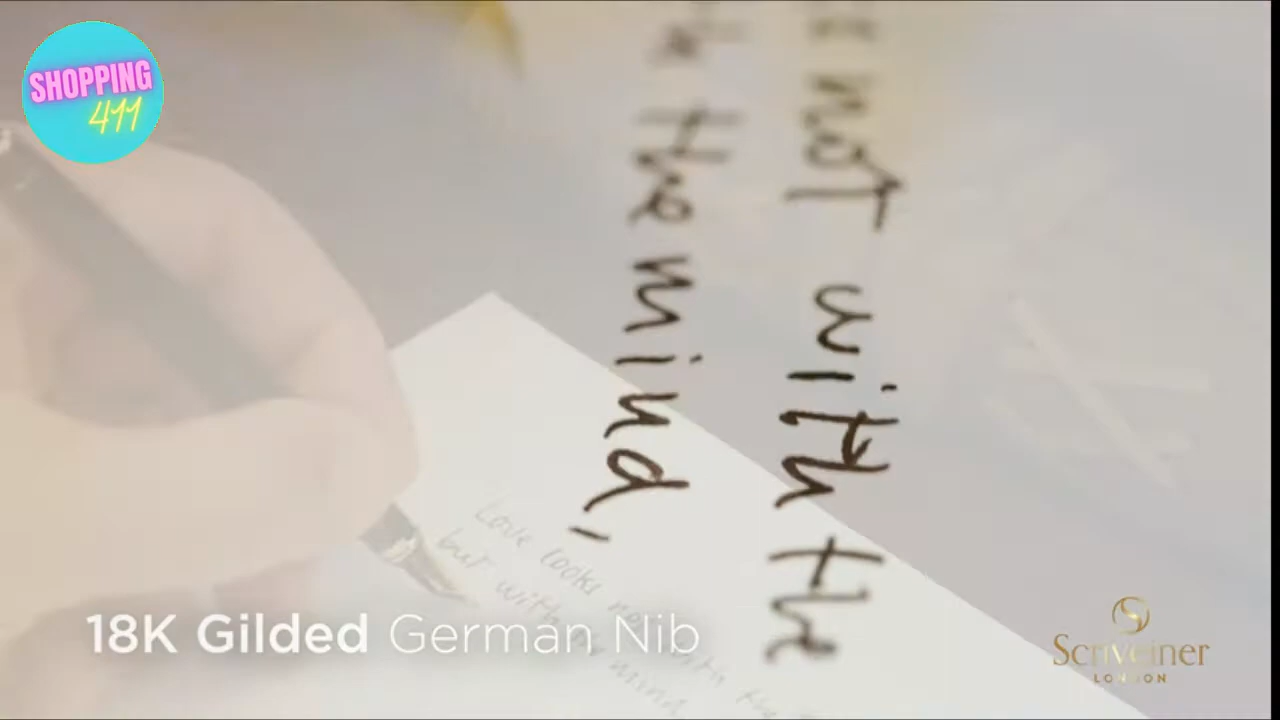 SHOPPING
411
not with the
the mind,
Love looks not with the
but with the mind
18K Gilded German Nib
Scriveiner
LONDON